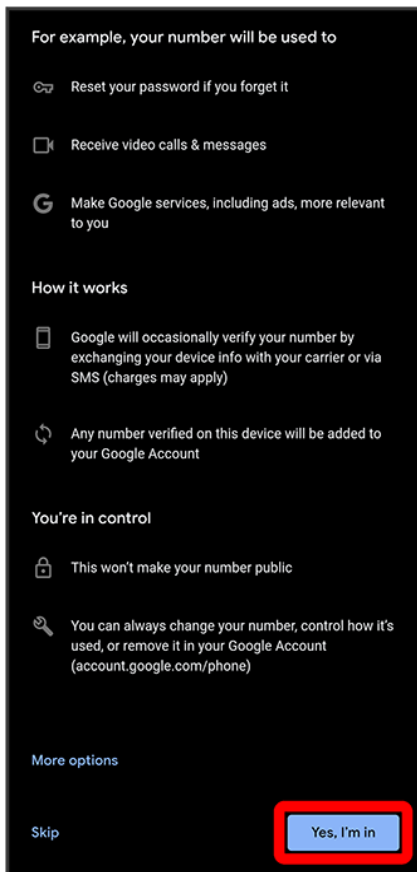 For example, your number will be used to
Reset your password if you forget it
Receive video calls & messages
Make Google services, including ads, more relevant
to you
How it works
Google will occasionally verify your number by
exchanging your device info with your carrier or via
SMS (charges may apply)
Any number verified on this device will be added to
your Google Account
You're in control
This won't make your number public
You can always change your number, control how it's
used, or remove it in your Google Account
(account.google.com/phone)
More options
Skip
Yes, I'm in